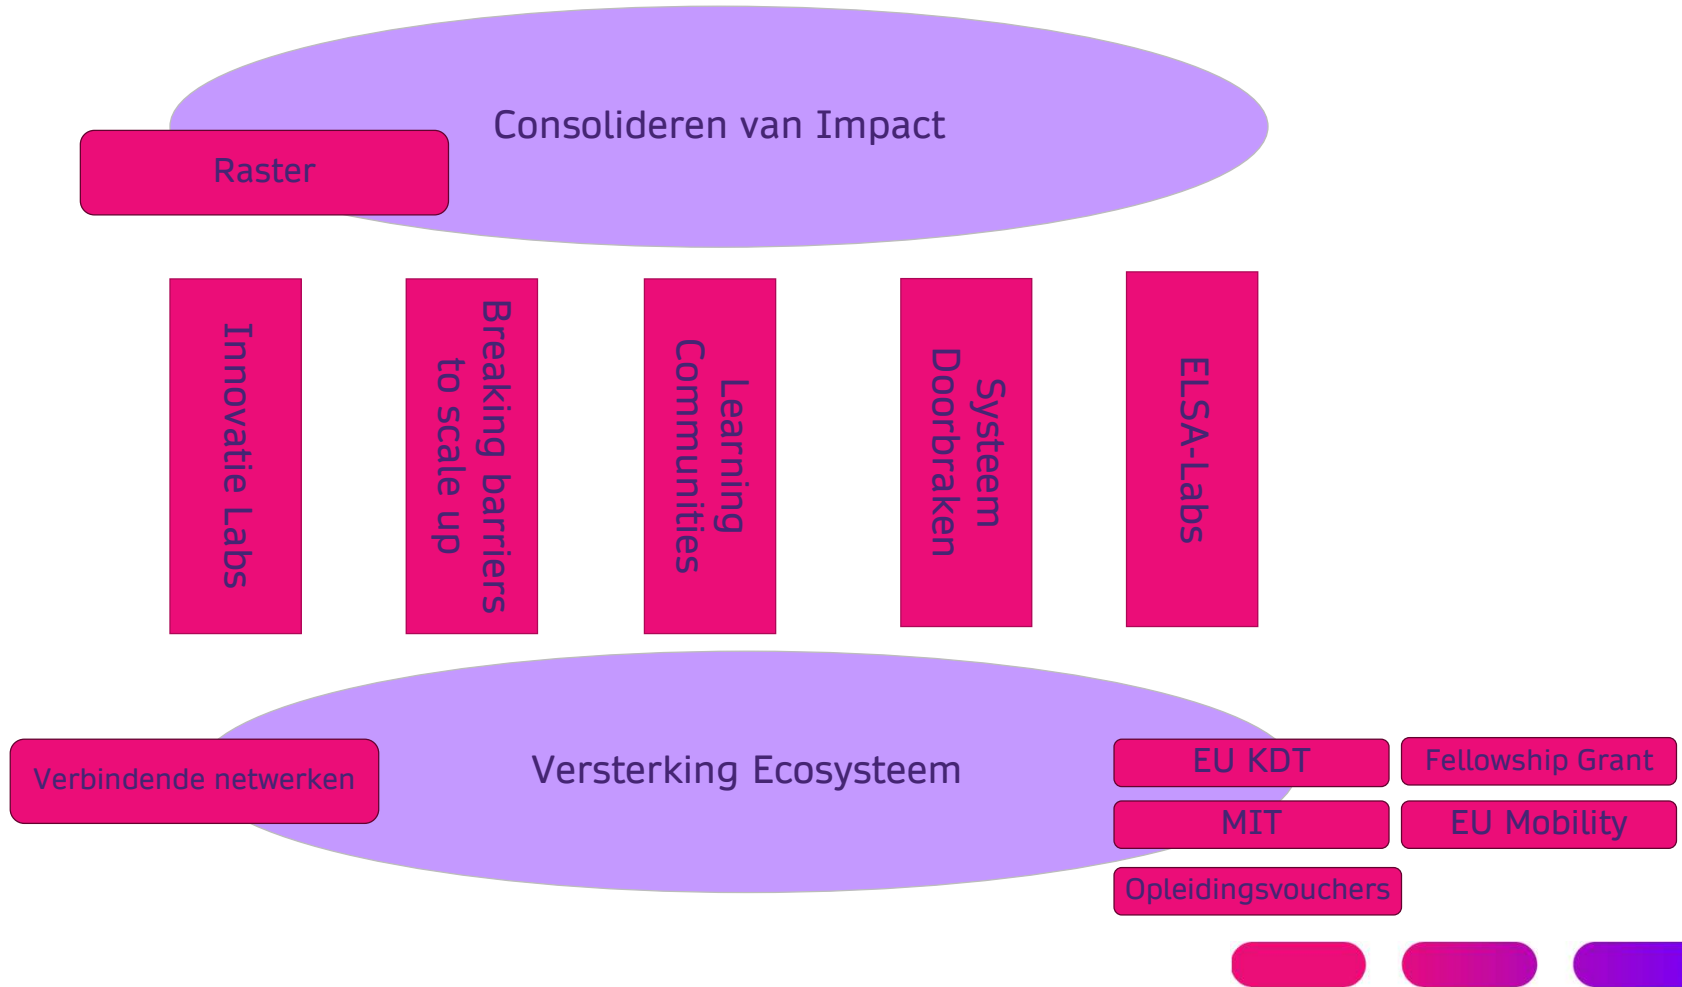 Consolideren van Impact
Raster
Innovatie Labs
Breaking barriers
to scale up
Learning
Communities
Systeem
Doorbraken
ELSA-Labs
Versterking Ecosysteem
Verbindende netwerken
EU KDT
Fellowship Grant
MIT
EU Mobility
Opleidingsvouchers